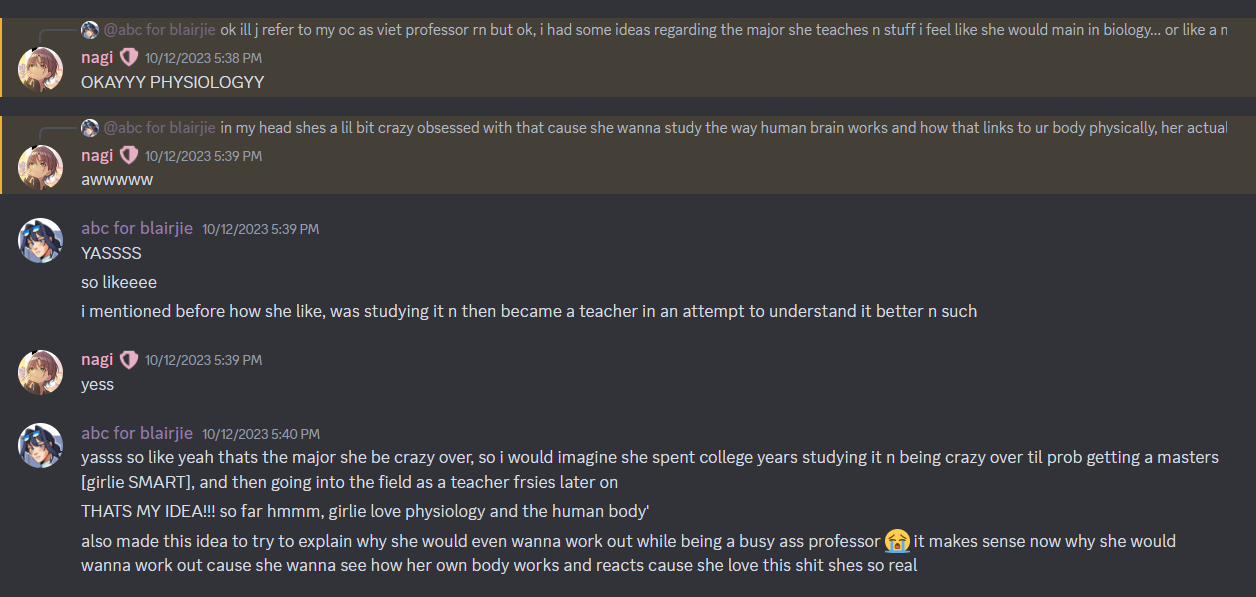 @abc for blairjie ok ill j refer to my oc as viet professor rn but ok, i had some ideas regarding the major she teaches n stuff i feel like she would main in biology... or like a
nagi 10/12/2023 5:38 PM
OKAYYY PHYSIOLOGYY
@abc for blairjie in my head shes a lil bit crazy obsessed with that cause she wanna study the way human brain works and how that links to ur body physically, her actual
nagi 10/12/2023 5:39 PM
awwwww
abc for blairjie 10/12/2023 5:39 PM
YASSSS
so likeeee
i mentioned before how she like, was studying it n then became a teacher in an attempt to understand it better n such
nagi 10/12/2023 5:39 PM
yess
abc for blairjie 10/12/2023 5:40 PM
yasss so like yeah thats the major she be crazy over, so i would imagine she spent college years studying it n being crazy over til prob getting a masters
[girlie SMART], and then going into the field as a teacher frsies later on
THATS MY IDEA!!! so far hmmm, girlie love physiology and the human body'
also made this idea to try to explain why she would even wanna work out while being a busy ass professor 😭 it makes sense now why she would
wanna work out cause she wanna see how her own body works and reacts cause she love this shit shes so real